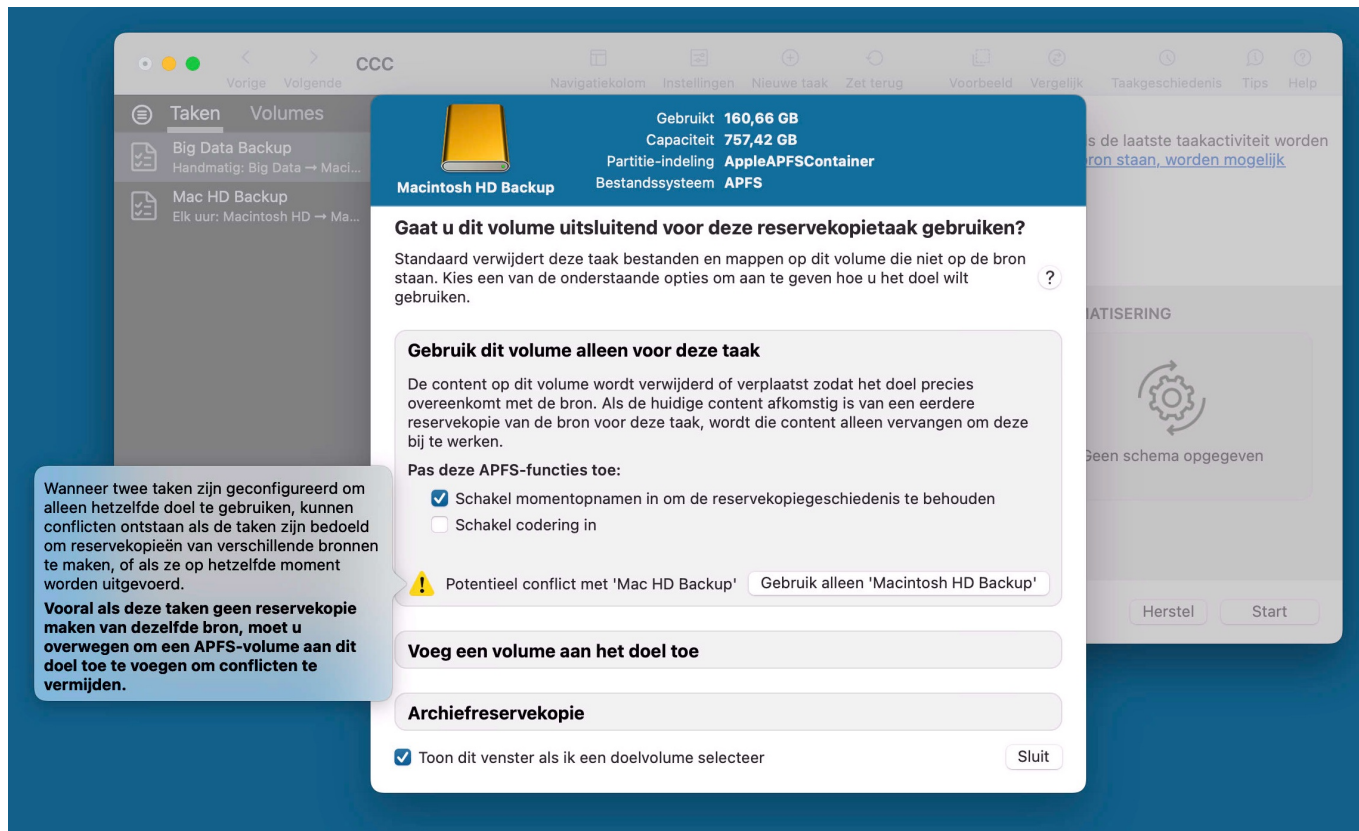 CCC
Vorige Volgende
Navigatiekolom Instellingen Nieuwe taak Zet terug Voorbeeld Vergelijk Taakgeschiedenis Tips Help
Taken Volumes
Big Data Backup
Handmatig: Big Data → Maci...
Mac HD Backup
Elk uur: Macintosh HD → Ma...
Macintosh HD Backup
Gebruikt 160,66 GB
Capaciteit 757,42 GB
Partitie-indeling AppleAPFSContainer
Bestandssysteem APFS
s de laatste taakactiviteit worden
ron staan, worden mogelijk
Gaat u dit volume uitsluitend voor deze reservekopietaak gebruiken?
Standaard verwijdert deze taak bestanden en mappen op dit volume die niet op de bron
staan. Kies een van de onderstaande opties om aan te geven hoe u het doel wilt
gebruiken.
?
Gebruik dit volume alleen voor deze taak
De content op dit volume wordt verwijderd of verplaatst zodat het doel precies
overeenkomt met de bron. Als de huidige content afkomstig is van een eerdere
reservekopie van de bron voor deze taak, wordt die content alleen vervangen om deze
bij te werken.
Pas deze APFS-functies toe:
Schakel momentopnamen in om de reservekopiegeschiedenis te behouden
Schakel codering in
Potentieel conflict met 'Mac HD Backup' Gebruik alleen 'Macintosh HD Backup'
Voeg een volume aan het doel toe
Archiefreservekopie
Toon dit venster als ik een doelvolume selecteer
Sluit
Wanneer twee taken zijn geconfigureerd om
alleen hetzelfde doel te gebruiken, kunnen
conflicten ontstaan als de taken zijn bedoeld
om reservekopieën van verschillende bronnen
te maken, of als ze op hetzelfde moment
worden uitgevoerd.
Vooral als deze taken geen reservekopie
maken van dezelfde bron, moet u
overwegen om een APFS-volume aan dit
doel toe te voegen om conflicten te
vermijden.
ATISERING
Geen schema opgegeven
Herstel Start